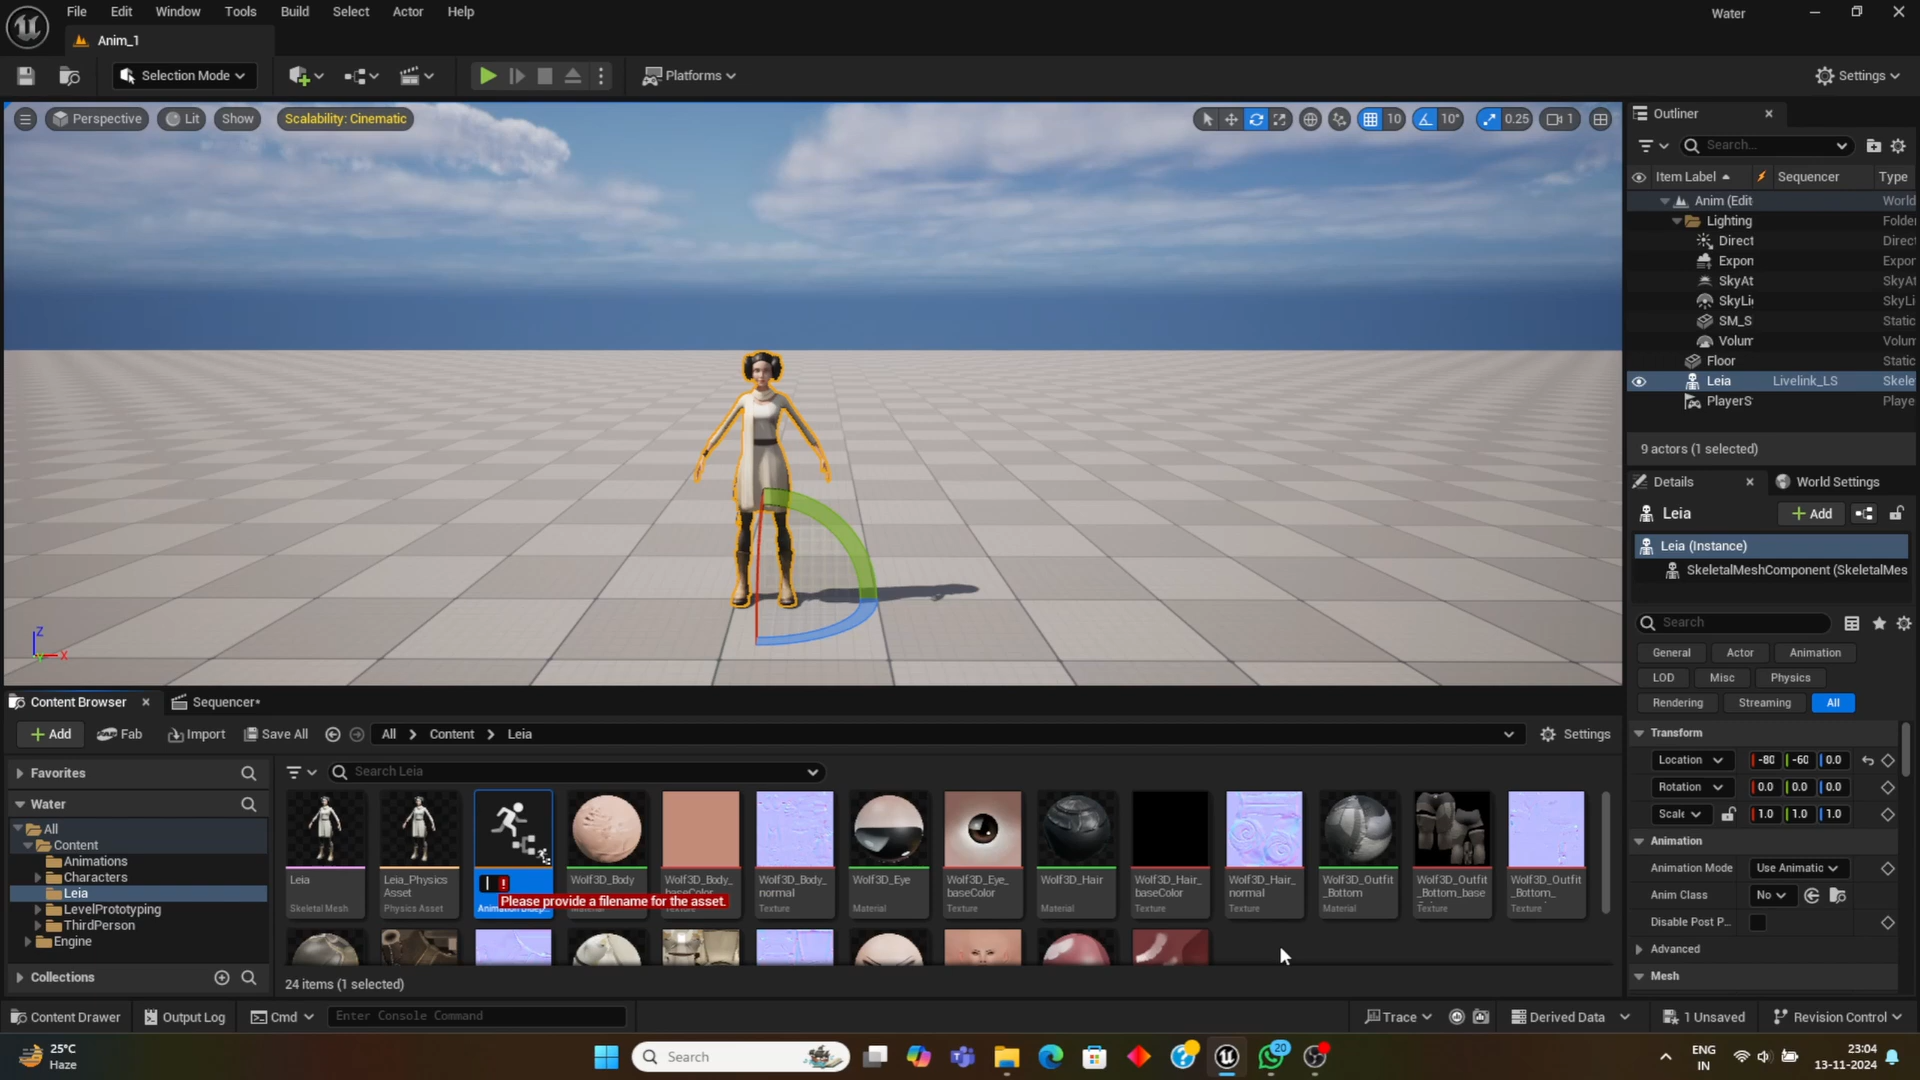 File Edit Window Tools Build Select Actor Help
Water
Anim_1
Selection Mode
Platforms
Settings
Perspective
Lit
Show
Scalability: Cinematic
10
10°
0.25
1
Outliner
Search...
Item Label
Sequencer
Type
Anim (Edit
World
Lighting
Folde
Direct
Direc
Expon
Expor
SkyAt
SkyAt
SkyLi
SkyLi
SM_S
Static
Volum
Volum
Floor
Static
Leia
Livelink_LS
Skele
PlayerS
Playe
9 actors (1 selected)
Details
World Settings
Leia
Add
Leia (Instance)
SkeletalMeshComponent (SkeletalMes
Search
General
Actor
Animation
LOD
Misc
Physics
Rendering
Streaming
All
Transform
Location
-80
-60
0.0
Rotation
0.0
0.0
0.0
Scale
1.0
1.0
1.0
Animation
Animation Mode
Use Animatic
Anim Class
No
Disable Post P...
Advanced
Mesh
Z
X
Content Browser
Sequencer*
Add
Fab
Import
Save All
All
Content
Leia
Settings
Favorites
Search Leia
Water
All
Content
Animations
Characters
Leia
LevelPrototyping
ThirdPerson
Engine
Collections
Leia
Skeletal Mesh
Leia_Physics
Asset
Physics Asset
Please provide a filename for the asset.
Wolf3D_Body
Wolf3D_Body_
baseColor
Texture
Wolf3D_Body_
normal
Texture
Wolf3D_Eye
Material
Wolf3D_Eye_
baseColor
Texture
Wolf3D_Hair
Material
Wolf3D_Hair_
baseColor
Texture
Wolf3D_Hair_
normal
Texture
Wolf3D_Outfit
_Bottom
Material
Wolf3D_Outfit
_Bottom_base
Texture
Wolf3D_Outfit
_Bottom_
Texture
24 items (1 selected)
Content Drawer
Output Log
Cmd
Enter Console Command
Trace
Derived Data
1 Unsaved
Revision Control
25°C
Haze
Search
20
ENG
IN
23:04
13-11-2024